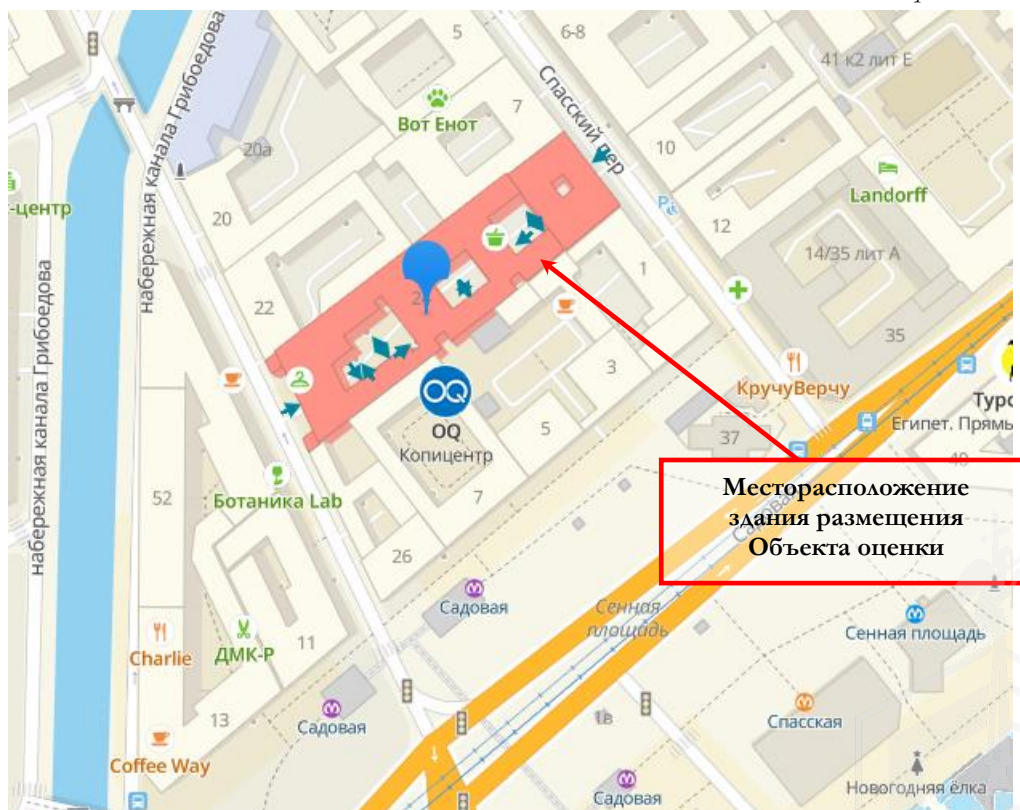 5
6-8
41 к2 лит Е
набережная канала Грибоедова
Спасский пер
Вот Енот
7
20а
10
Landorff
-центр
20
12
14/35 лит А
1
22
35
3
КручуВерчу
Египет. Прямы
37
OQ
Копицентр
5
40
Месторасположение
здания размещения
Объекта оценки
Садовая
52
Ботаника Lab
7
26
набережная канала Грибоедова
Садовая
Сенная
площадь
Сенная площадь
Charlie
ДМК-Р
11
13
Садовая
1в
Спасская
Coffee Way
Новогодняя ёлка
Садовая